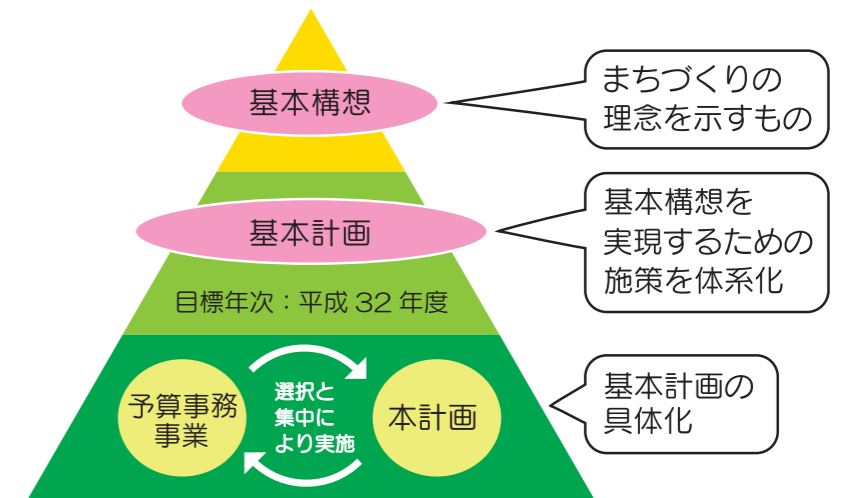 基本構想
まちづくりの
理念を示すもの
基本計画
基本構想を
実現するための
施策を体系化
目標年次：平成 32 年度
予算事務
事業
選択と
集中に
より実施
本計画
基本計画の
具体化